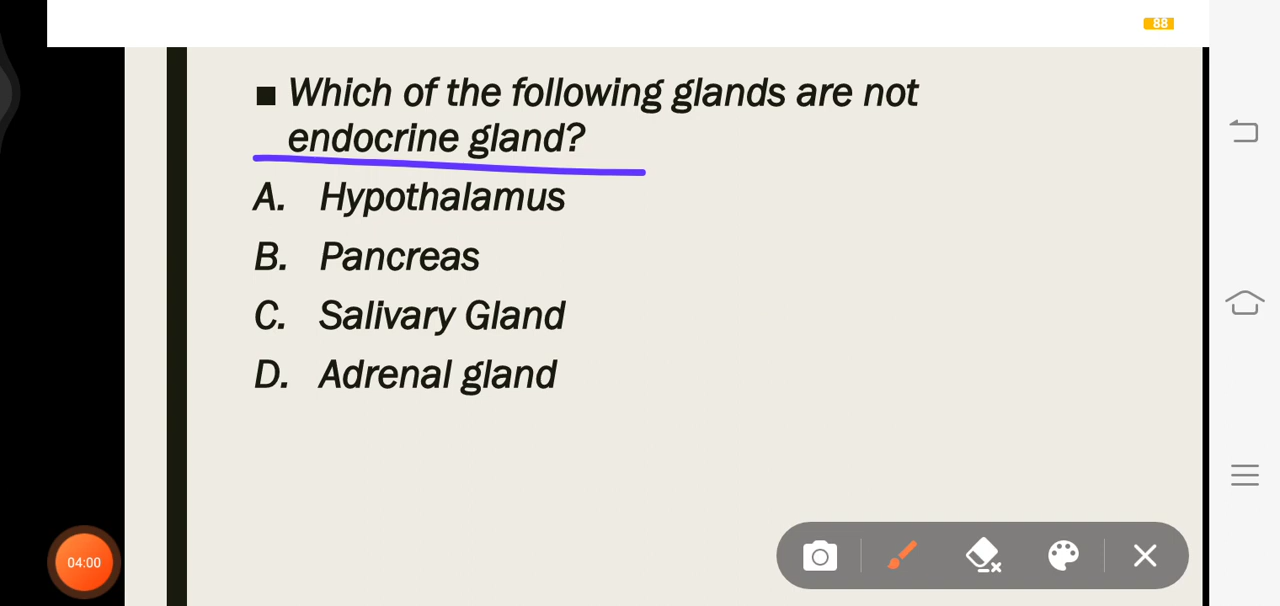 88
■ Which of the following glands are not
endocrine gland?
A. Hypothalamus
B. Pancreas
C. Salivary Gland
D. Adrenal gland
04:00